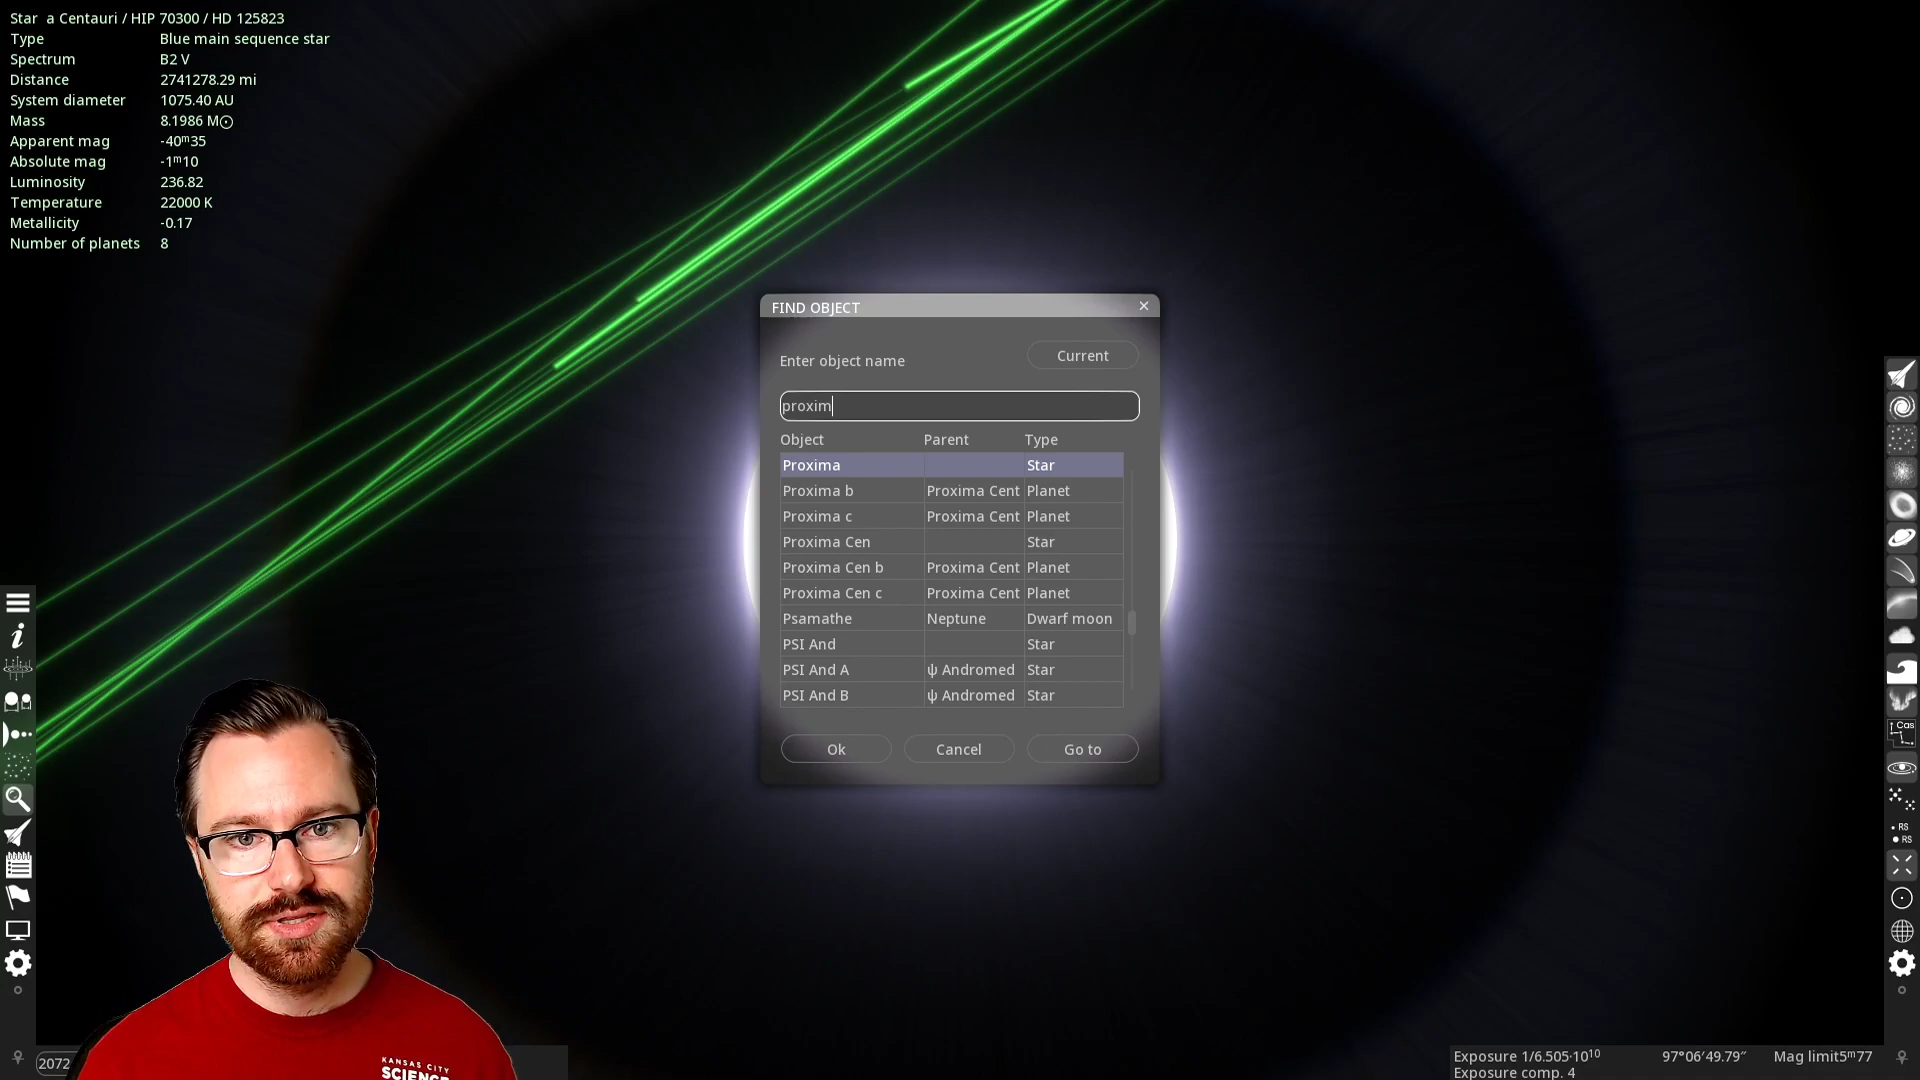 Star a Centauri / HIP 70300 / HD 125823
Type Blue main sequence star
Spectrum B2 V
Distance 2741278.29 mi
System diameter 1075.40 AU
Mass 8.1986 M☉
Apparent mag -40ᵐ35
Absolute mag -1ᵐ10
Luminosity 236.82
Temperature 22000 K
Metallicity -0.17
Number of planets 8
FIND OBJECT
Enter object name
Current
proxim
Object Parent Type
Proxima Star
Proxima b Proxima Cent Planet
Proxima c Proxima Cent Planet
Proxima Cen Star
Proxima Cen b Proxima Cent Planet
Proxima Cen c Proxima Cent Planet
Psamathe Neptune Dwarf moon
PSI And Star
PSI And A ψ Andromed Star
PSI And B ψ Andromed Star
Ok Cancel Go to
Cas
RS
RS
2072
KANSAS CITY
SCIENC
Exposure 1/6.505·10¹⁰ 97°06′49.79″ Mag limit5ᵐ77
Exposure comp. 4